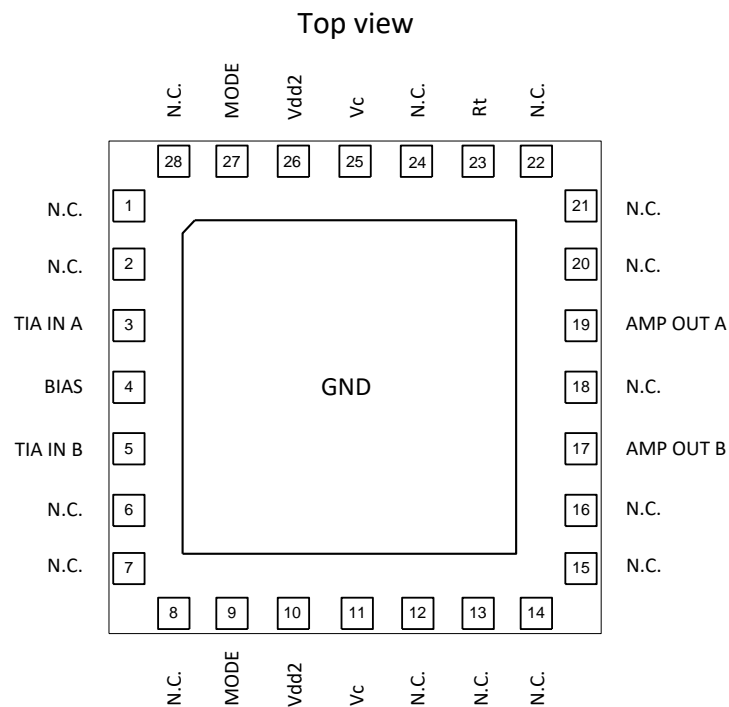 Top view
N.C.
MODE
Vdd2
Vc
N.C.
Rt
N.C.
28 27 26 25 24 23 22
N.C. 1 21 N.C.
N.C. 2 20 N.C.
TIA IN A 3 19 AMP OUT A
BIAS 4 GND 18 N.C.
TIA IN B 5 17 AMP OUT B
N.C. 6 16 N.C.
N.C. 7 15 N.C.
8 9 10 11 12 13 14
N.C.
MODE
Vdd2
Vc
N.C.
N.C.
N.C.